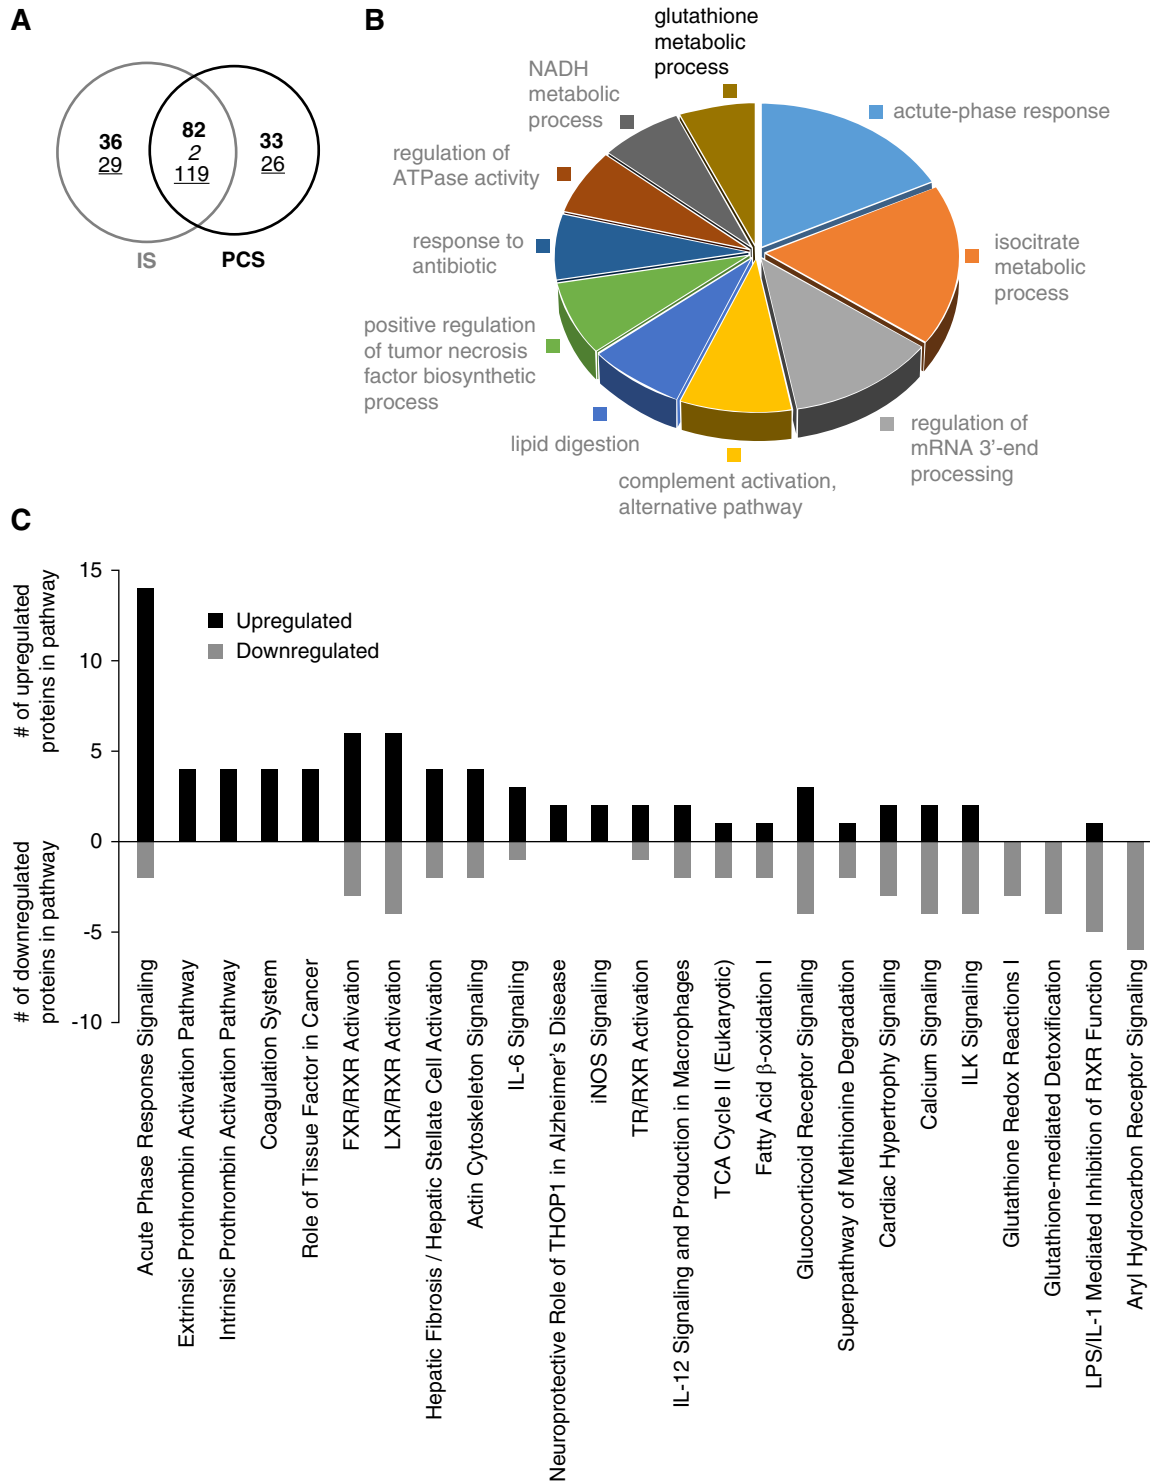 A
36
29
82
2
119
33
26
IS
PCS
B
glutathione
metabolic
process
NADH
metabolic
process
actute-phase response
regulation of
ATPase activity
response to
antibiotic
isocitrate
metabolic
process
positive regulation
of tumor necrosis
factor biosynthetic
process
lipid digestion
regulation of
mRNA 3'-end
processing
complement activation,
alternative pathway
C
# of upregulated
proteins in pathway
# of downregulated
proteins in pathway
15
10
5
0
-5
-10
Upregulated
Downregulated
Acute Phase Response Signaling
Extrinsic Prothrombin Activation Pathway
Intrinsic Prothrombin Activation Pathway
Coagulation System
Role of Tissue Factor in Cancer
FXR/RXR Activation
LXR/RXR Activation
Hepatic Fibrosis / Hepatic Stellate Cell Activation
Actin Cytoskeleton Signaling
IL-6 Signaling
Neuroprotective Role of THOP1 in Alzheimer's Disease
iNOS Signaling
TR/RXR Activation
IL-12 Signaling and Production in Macrophages
TCA Cycle II (Eukaryotic)
Fatty Acid β-oxidation I
Glucocorticoid Receptor Signaling
Superpathway of Methionine Degradation
Cardiac Hypertrophy Signaling
Calcium Signaling
ILK Signaling
Glutathione Redox Reactions I
Glutathione-mediated Detoxification
LPS/IL-1 Mediated Inhibition of RXR Function
Aryl Hydrocarbon Receptor Signaling